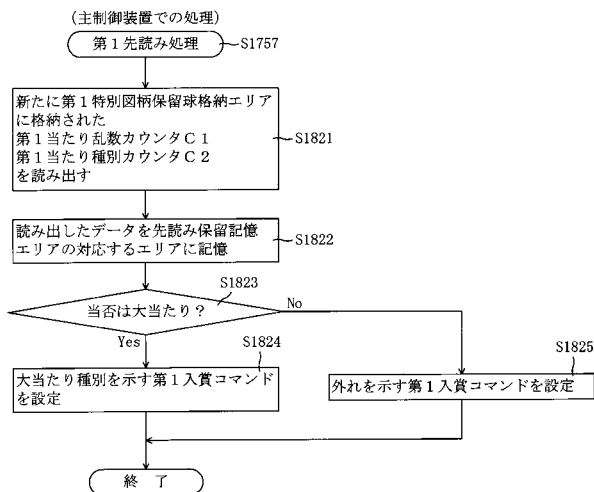 (主制御装置での処理)
第1先読み処理
S1757
新たに第1特別図柄保留球格納エリア
に格納された
第1当たり乱数カウンタC1
第1当たり種別カウンタC2
を読み出す
S1821
読み出したデータを先読み保留記憶
エリアの対応するエリアに記憶
S1822
S1823
当否は大当たり?
No
Yes
S1824
大当たり種別を示す第1入賞コマンド
を設定
S1825
外れを示す第1入賞コマンドを設定
終 了